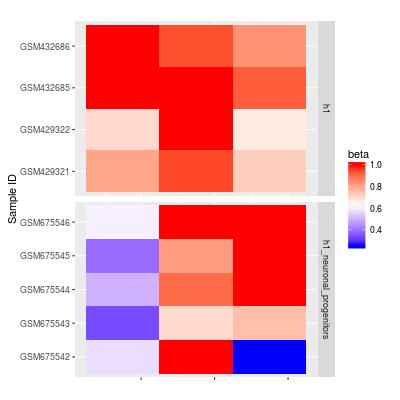 GSM432686
GSM432685
GSM429322
GSM429321
h1
GSM675546
GSM675545
GSM675544
GSM675543
GSM675542
h1_neuronal_progenitors
Sample ID
beta
1.0
0.8
0.6
0.4